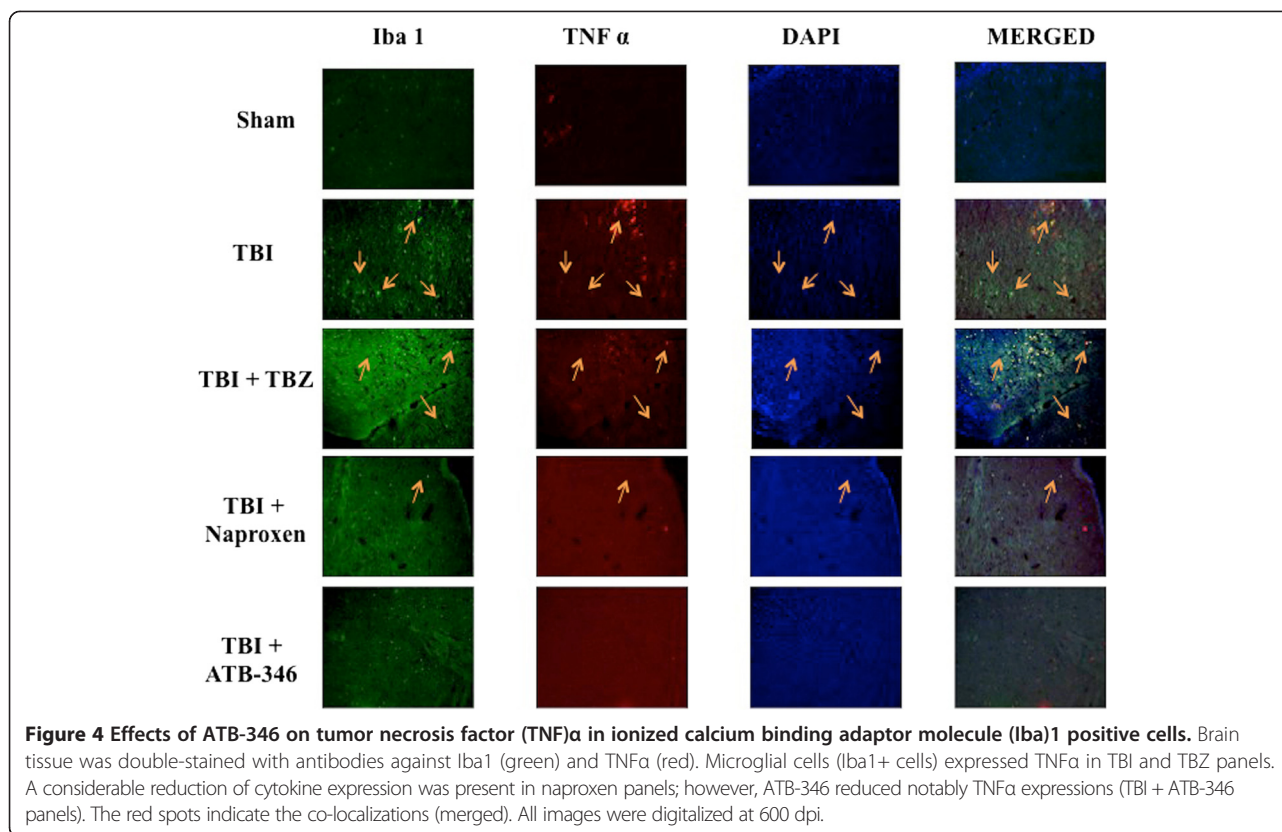 Iba 1 TNF α DAPI MERGED
Sham
TBI
TBI + TBZ
TBI +
Naproxen
TBI +
ATB-346
Figure 4 Effects of ATB-346 on tumor necrosis factor (TNF)α in ionized calcium binding adaptor molecule (Iba)1 positive cells. Brain
tissue was double-stained with antibodies against Iba1 (green) and TNFα (red). Microglial cells (Iba1+ cells) expressed TNFα in TBI and TBZ panels.
A considerable reduction of cytokine expression was present in naproxen panels; however, ATB-346 reduced notably TNFα expressions (TBI + ATB-346
panels). The red spots indicate the co-localizations (merged). All images were digitalized at 600 dpi.